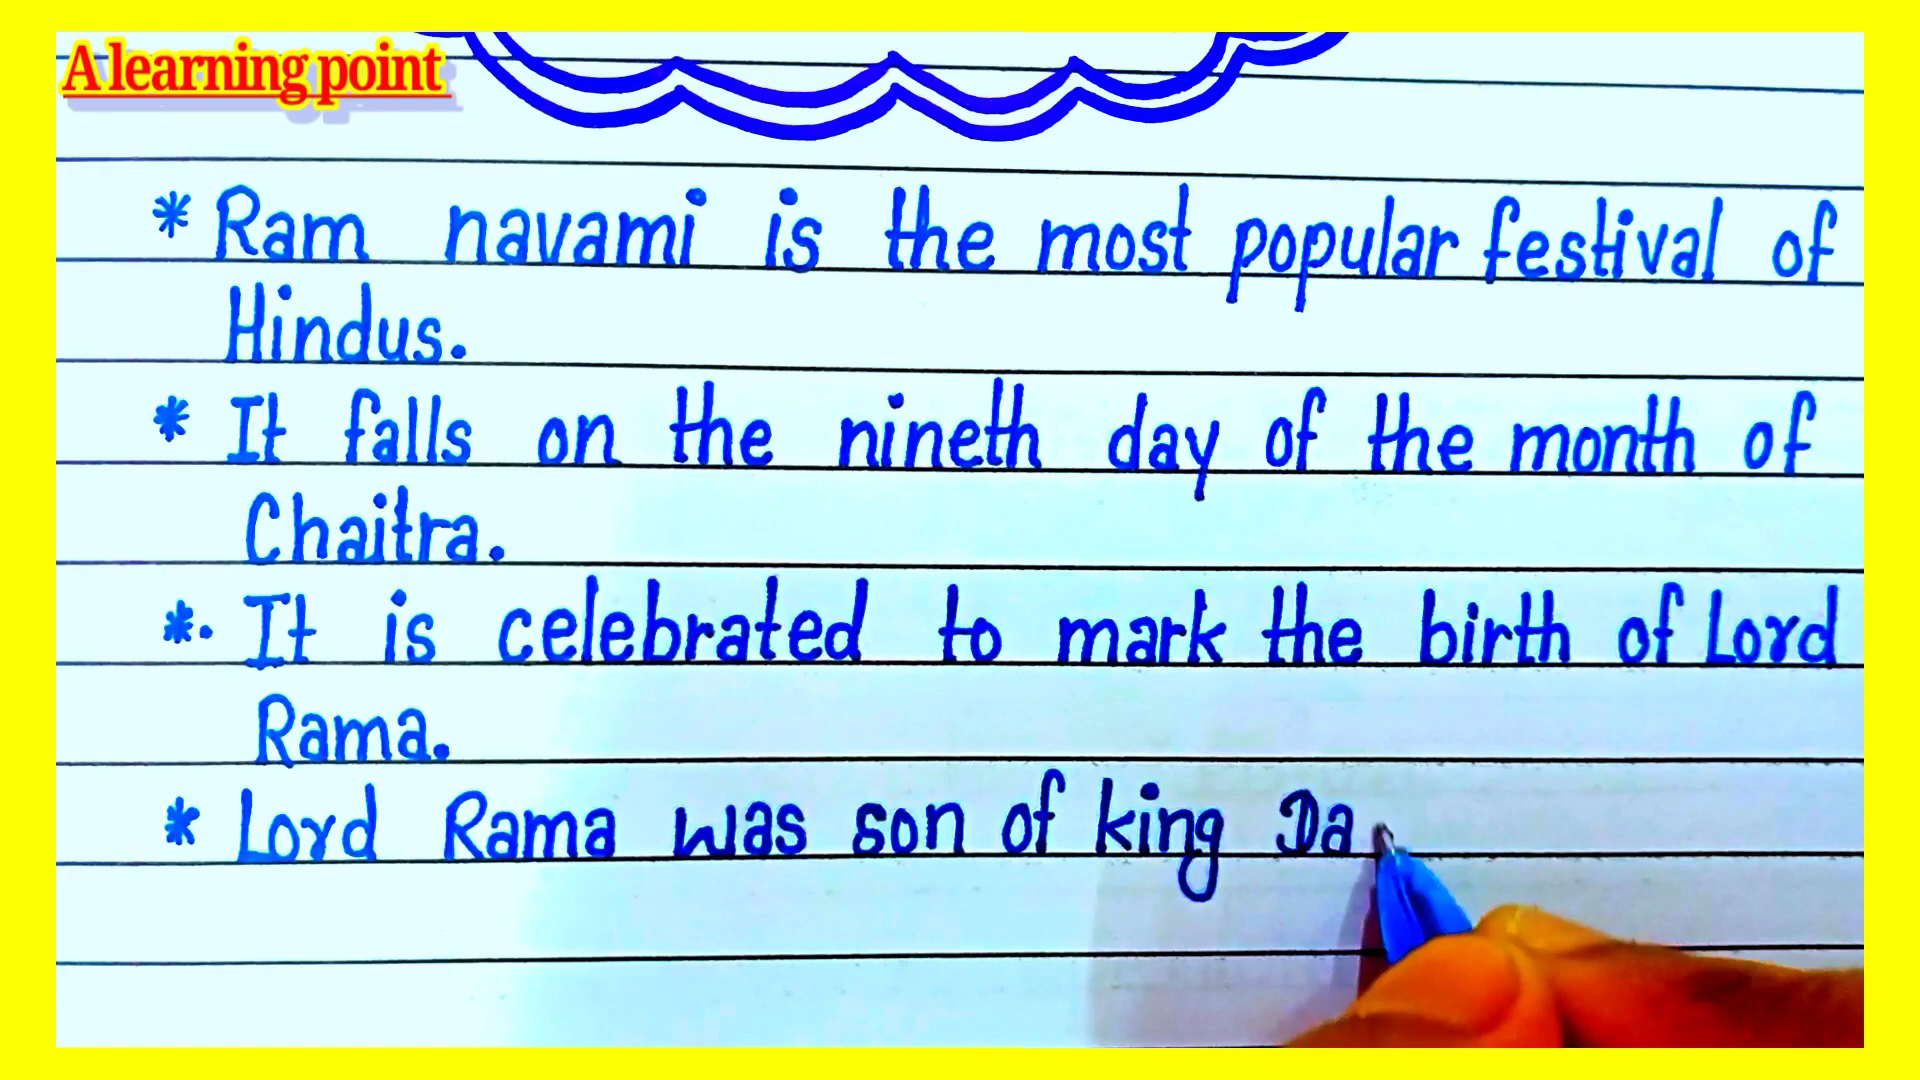 A learning point
* Ram navami is the most popular festival of
Hindus.
* It falls on the nineth day of the month of
Chaitra.
*. It is celebrated to mark the birth of Lord
Rama.
* Lord Rama was son of king Da